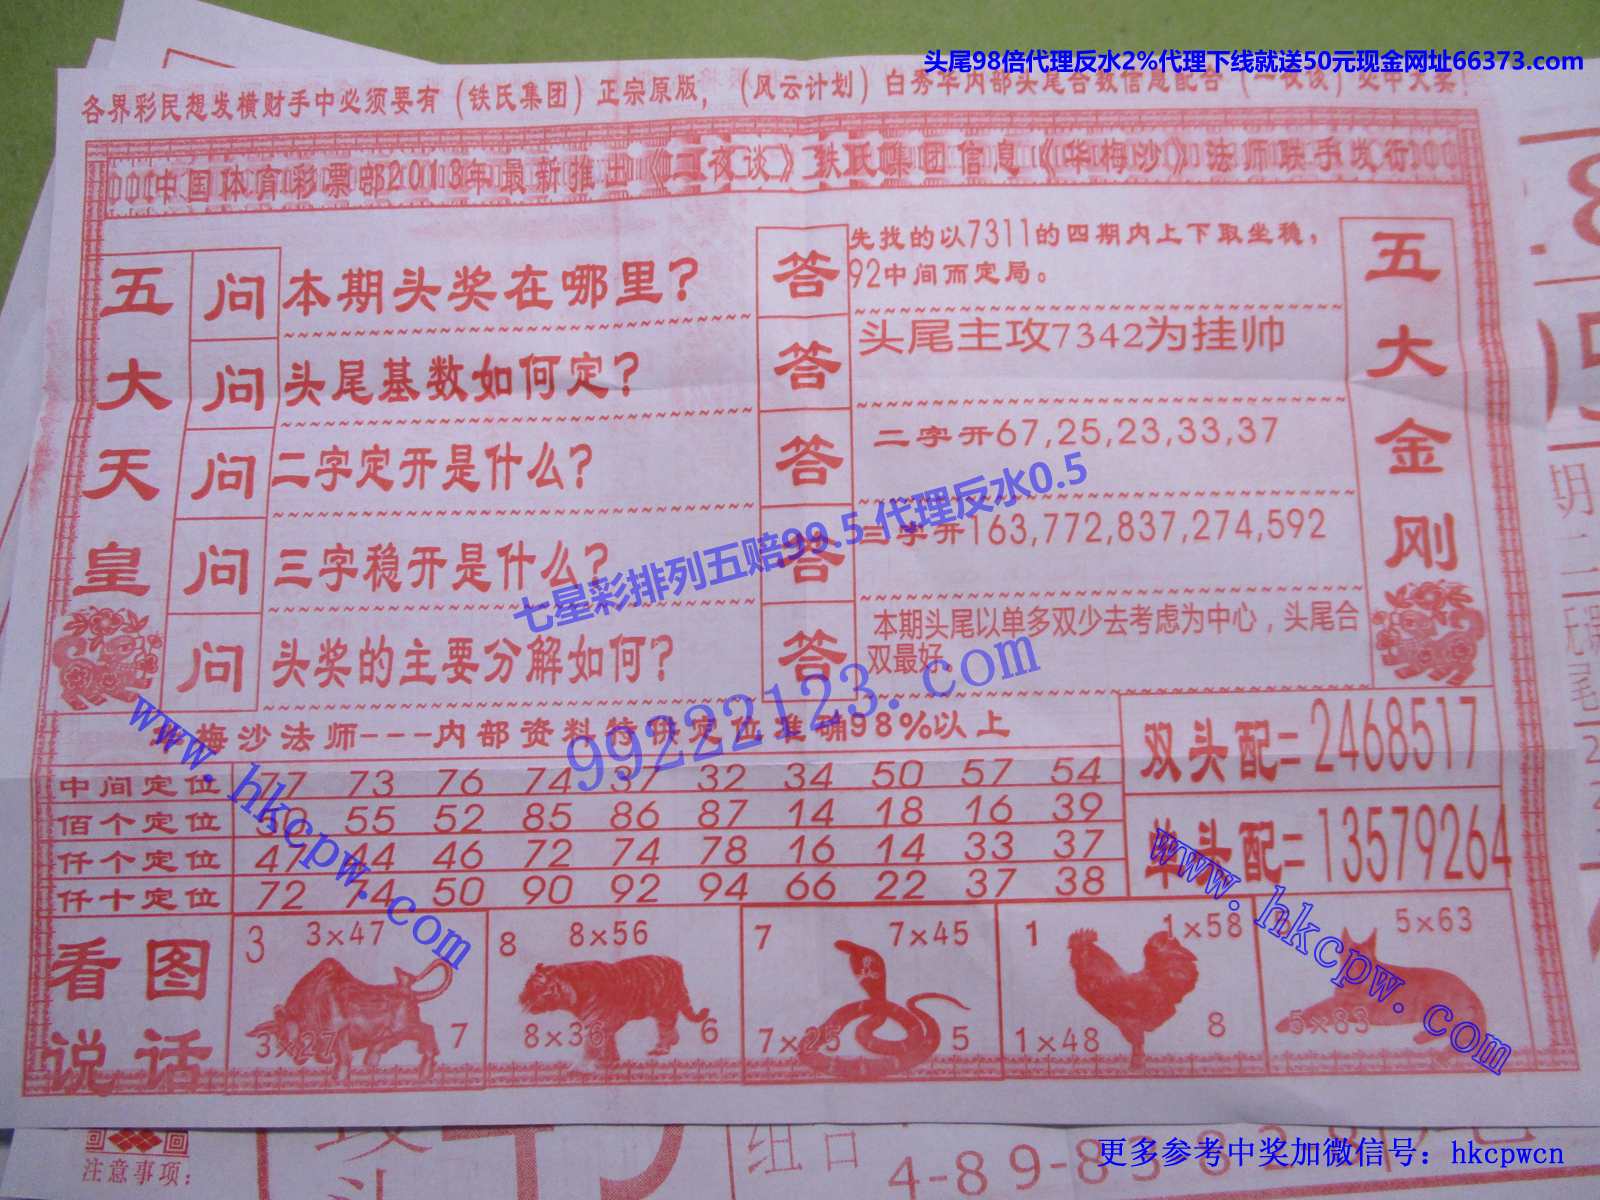 头尾98倍代理反水2%代理下线就送50元现金网址66373.com
各界彩民想发横财手中必须要有（铁氏集团）正宗原版，（风云计划）白秀华内部头尾合数信息配合（一夜谈）必中大奖！
中国体育彩票部2013年最新推出《二夜谈》铁氏集团信息《华梅沙》法师联手发行
五大天皇
问 本期头奖在哪里？
答 先找的以7311的四期内上下取坐稳，
92中间而定局。
问 头尾基数如何定？
答 头尾主攻7342为挂帅
问 二字定开是什么？
答 二字开67,25,23,33,37
问 三字稳开是什么？
答 三字开163,772,837,274,592
问 头奖的主要分解如何？
答 本期头尾以单多双少去考虑为中心，头尾合
双最好。
五大金刚
七星彩排列五赔99.5 代理反水0.5
99222123.com
www.hkcpw.com
www.hkcpw.com
华梅沙法师---内部资料特供定位准确98%以上
中间定位 77 73 76 74 37 32 34 50 57 54
佰个定位 50 55 52 85 86 87 14 18 16 39
仟个定位 47 44 46 72 74 78 16 14 33 37
仟十定位 72 74 50 90 92 94 66 22 37 38
双头配=2468517
单头配=13579264
看图
说话
3 3×47
3×27 7
8 8×56
8×36 6
7 7×45
7×25 5
1 1×58
1×48 8
5×63
5×83
注意事项：
组合
4-8 9-8
更多参考中奖加微信号：hkcpwcn